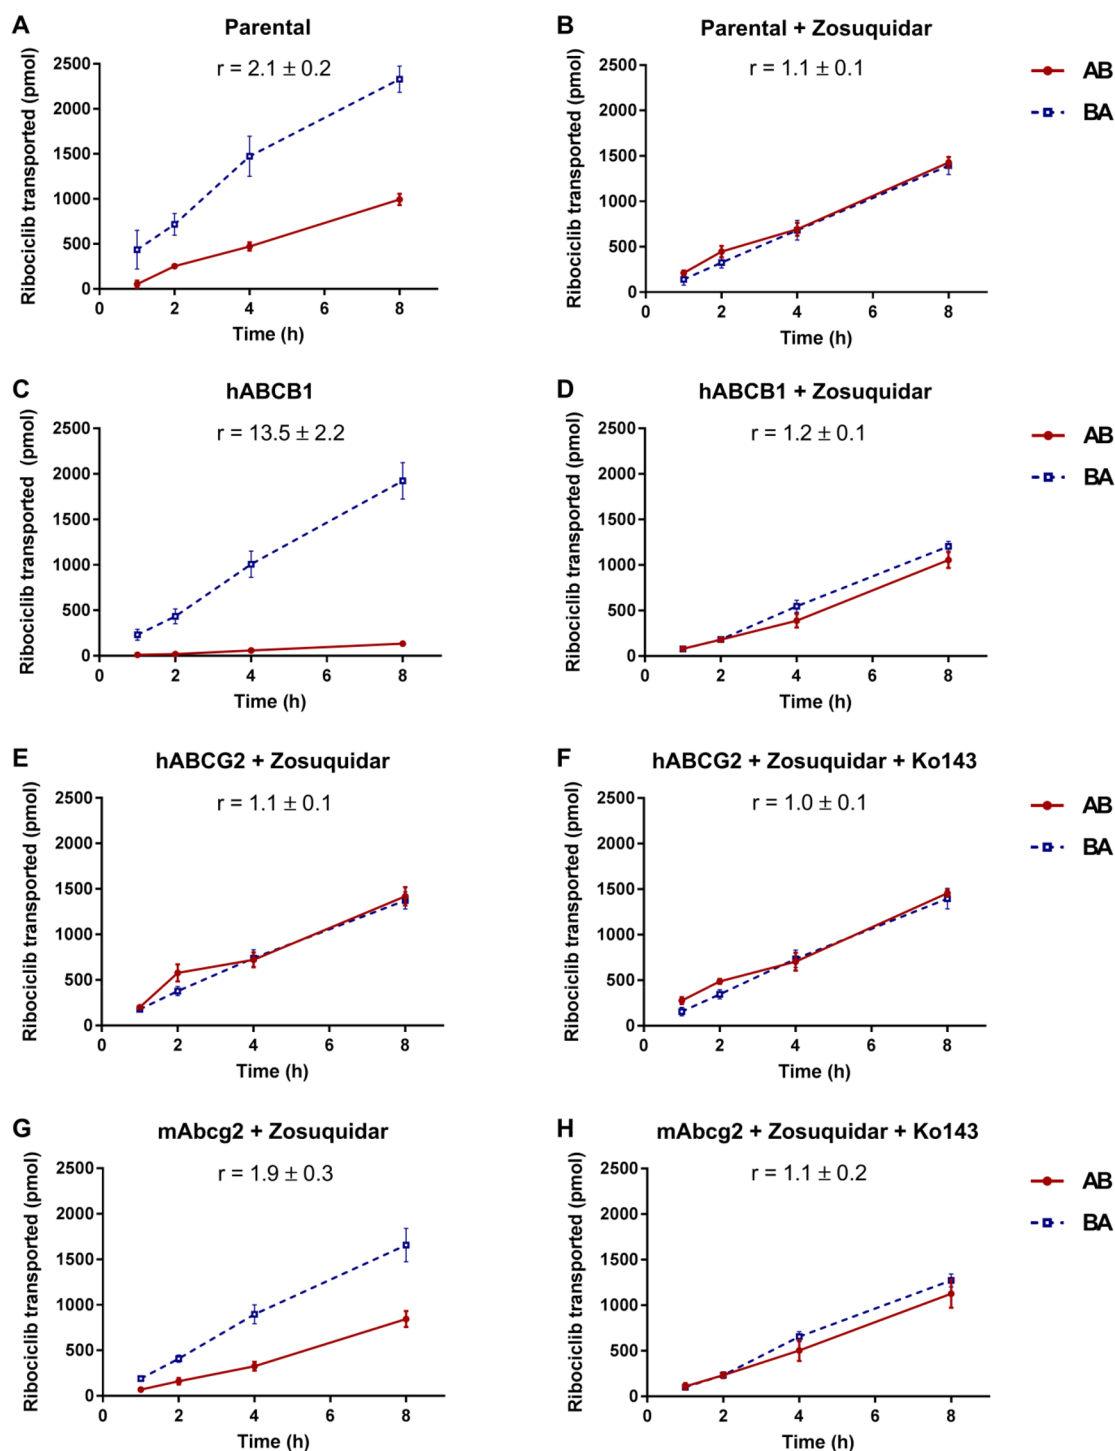 A
Parental
r = 2.1 ± 0.2
Ribociclib transported (pmol)
2500
2000
1500
1000
500
0
0 2 4 6 8
Time (h)
B
Parental + Zosuquidar
r = 1.1 ± 0.1
Ribociclib transported (pmol)
2500
2000
1500
1000
500
0
0 2 4 6 8
Time (h)
AB
BA
C
hABCB1
r = 13.5 ± 2.2
Ribociclib transported (pmol)
2500
2000
1500
1000
500
0
0 2 4 6 8
Time (h)
D
hABCB1 + Zosuquidar
r = 1.2 ± 0.1
Ribociclib transported (pmol)
2500
2000
1500
1000
500
0
0 2 4 6 8
Time (h)
AB
BA
E
hABCG2 + Zosuquidar
r = 1.1 ± 0.1
Ribociclib transported (pmol)
2500
2000
1500
1000
500
0
0 2 4 6 8
Time (h)
F
hABCG2 + Zosuquidar + Ko143
r = 1.0 ± 0.1
Ribociclib transported (pmol)
2500
2000
1500
1000
500
0
0 2 4 6 8
Time (h)
AB
BA
G
mAbcg2 + Zosuquidar
r = 1.9 ± 0.3
Ribociclib transported (pmol)
2500
2000
1500
1000
500
0
0 2 4 6 8
Time (h)
H
mAbcg2 + Zosuquidar + Ko143
r = 1.1 ± 0.2
Ribociclib transported (pmol)
2500
2000
1500
1000
500
0
0 2 4 6 8
Time (h)
AB
BA